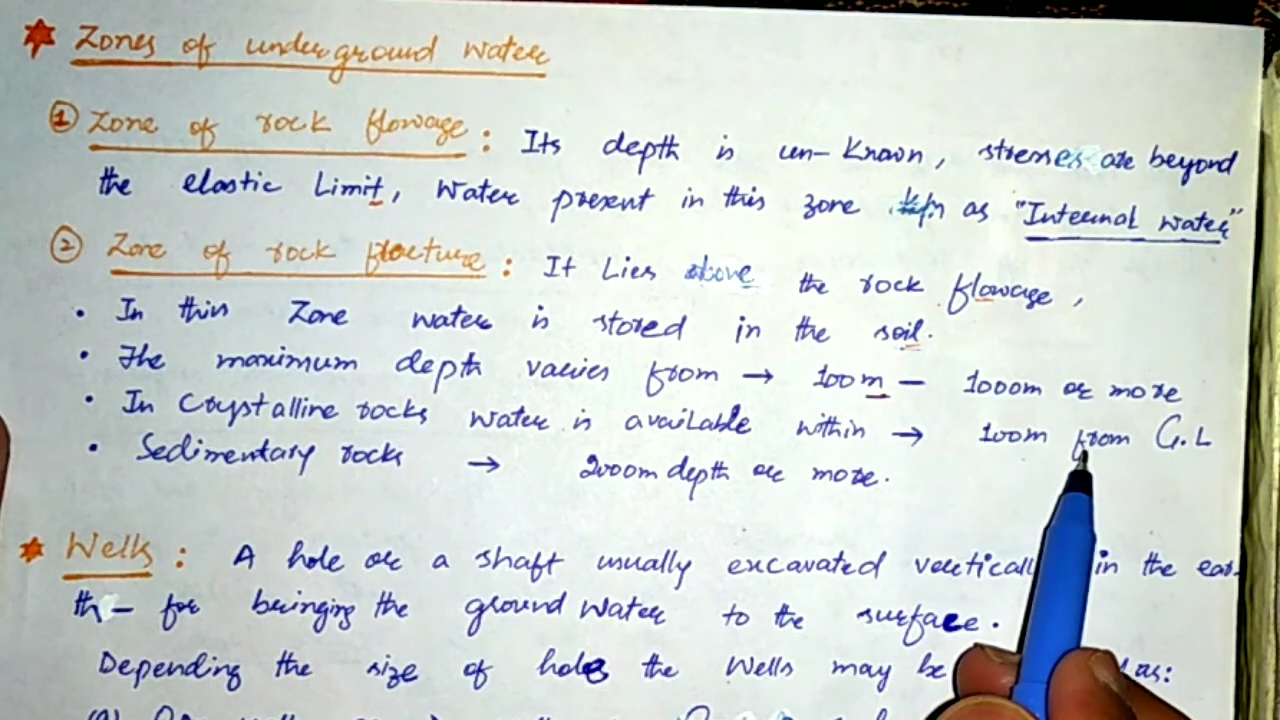 Zones of underground water
① Zone of rock flowage : Its depth is un-known, stresses are beyond
the elastic Limit, Water present in this zone as "Internal water"
② Zone of rock fracture : It Lies above the rock flowage,
• In this Zone water is stored in the soil.
• The maximum depth varies from → 100m – 1000m or more
• In Crystalline rocks water is available within → 100m from G.L
• Sedimentary rocks → 2000m depth or more.
Wells : A hole or a shaft usually excavated vertically in the ear-
th – for bringing the ground water to the surface.
Depending the size of hole the Wells may be as: